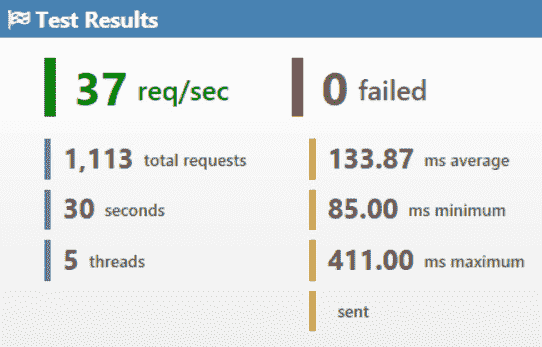 Test Results
37 req/sec
0 failed
1,113 total requests
133.87 ms average
30 seconds
85.00 ms minimum
5 threads
411.00 ms maximum
sent